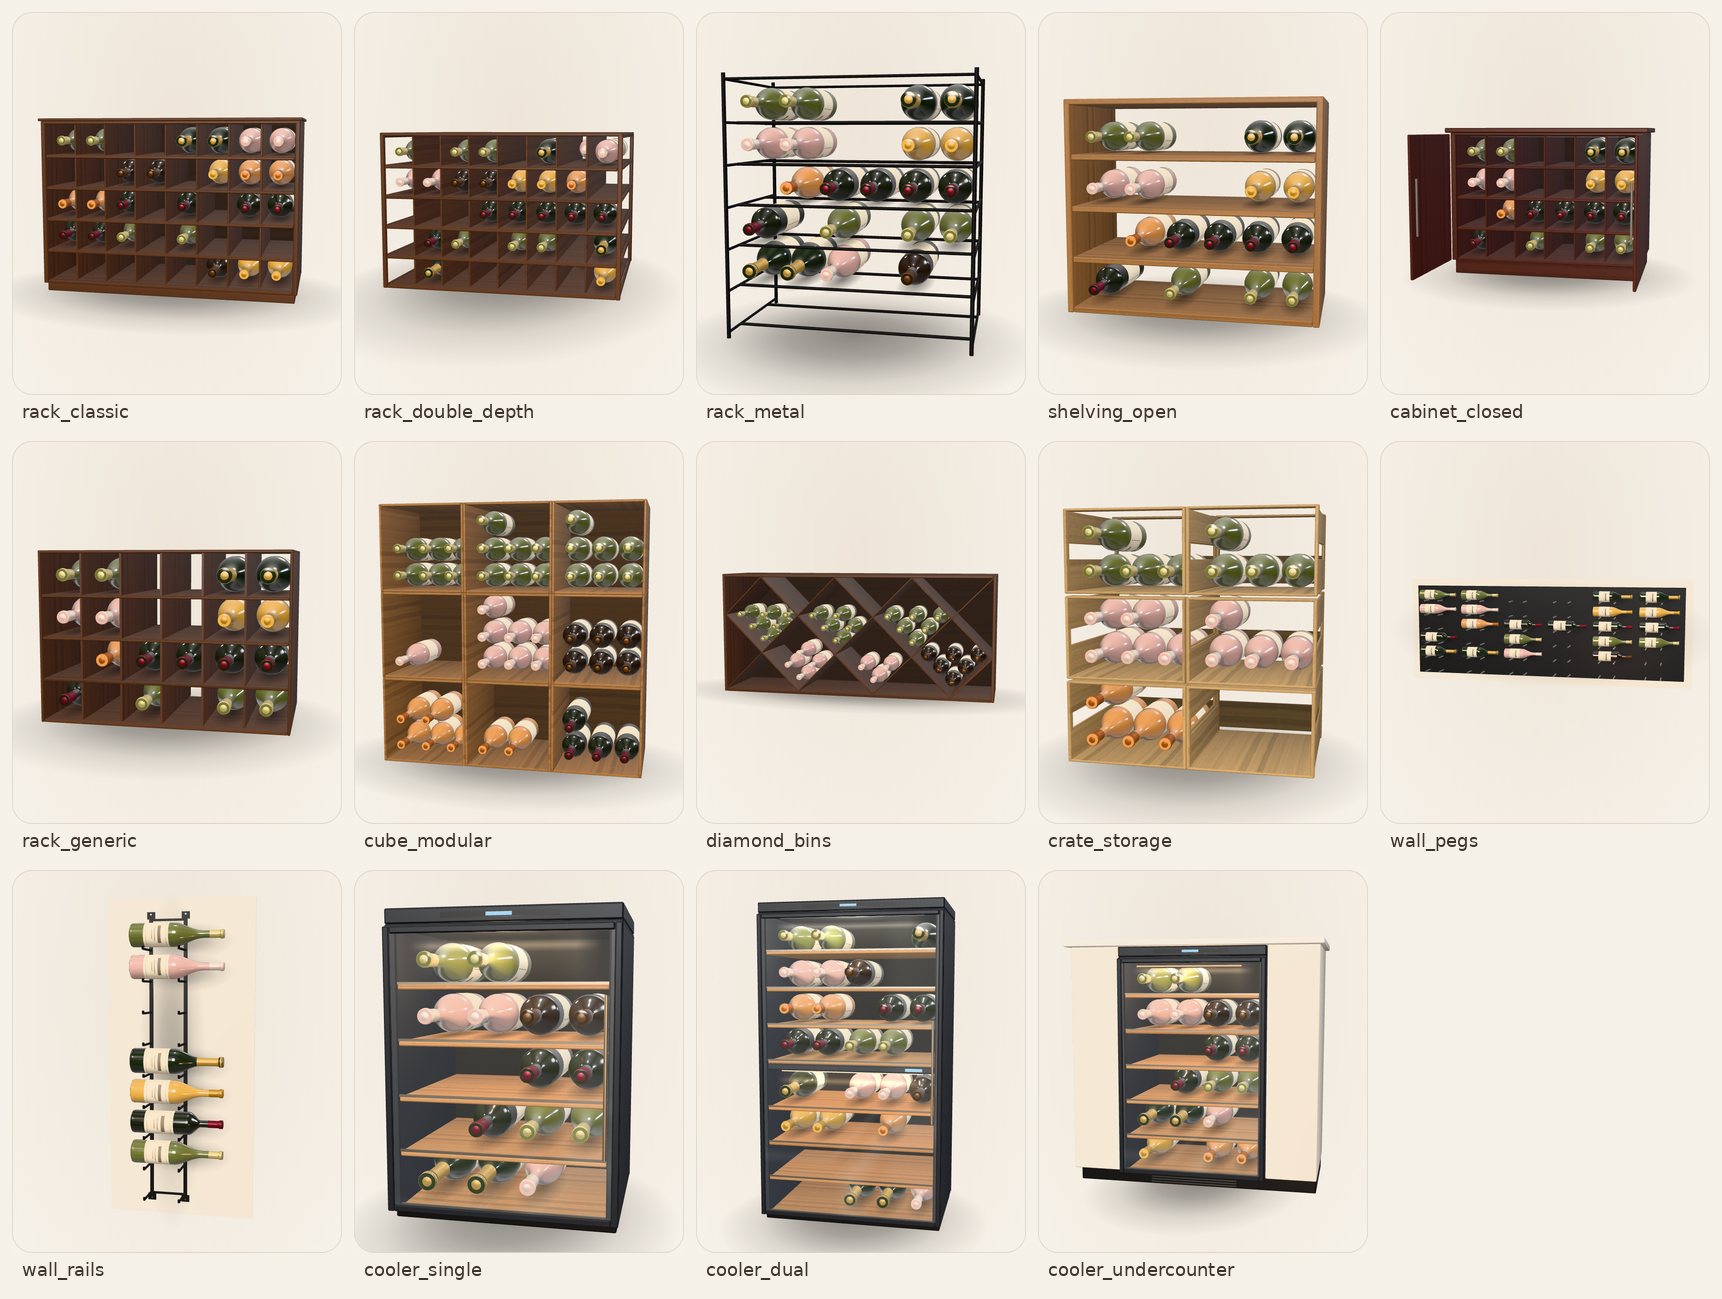 rack_classic
rack_double_depth
rack_metal
shelving_open
cabinet_closed
rack_generic
cube_modular
diamond_bins
crate_storage
wall_pegs
wall_rails
cooler_single
cooler_dual
cooler_undercounter